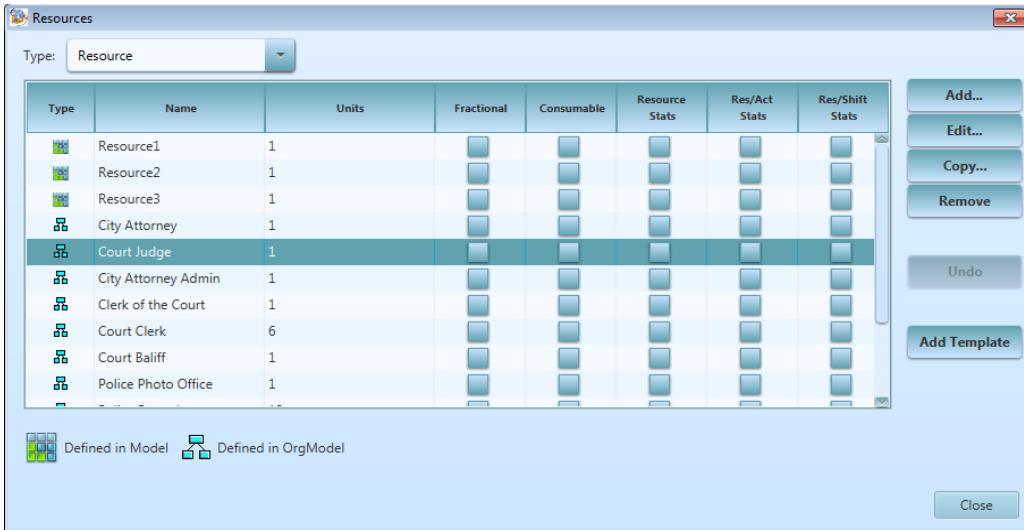 Resources
Type: Resource
Type Name Units Fractional Consumable Resource Stats Res/Act Stats Res/Shift Stats
Resource1 1
Resource2 1
Resource3 1
City Attorney 1
Court Judge 1
City Attorney Admin 1
Clerk of the Court 1
Court Clerk 6
Court Baliff 1
Police Photo Office 1
Add...
Edit...
Copy...
Remove
Undo
Add Template
Defined in Model Defined in OrgModel
Close